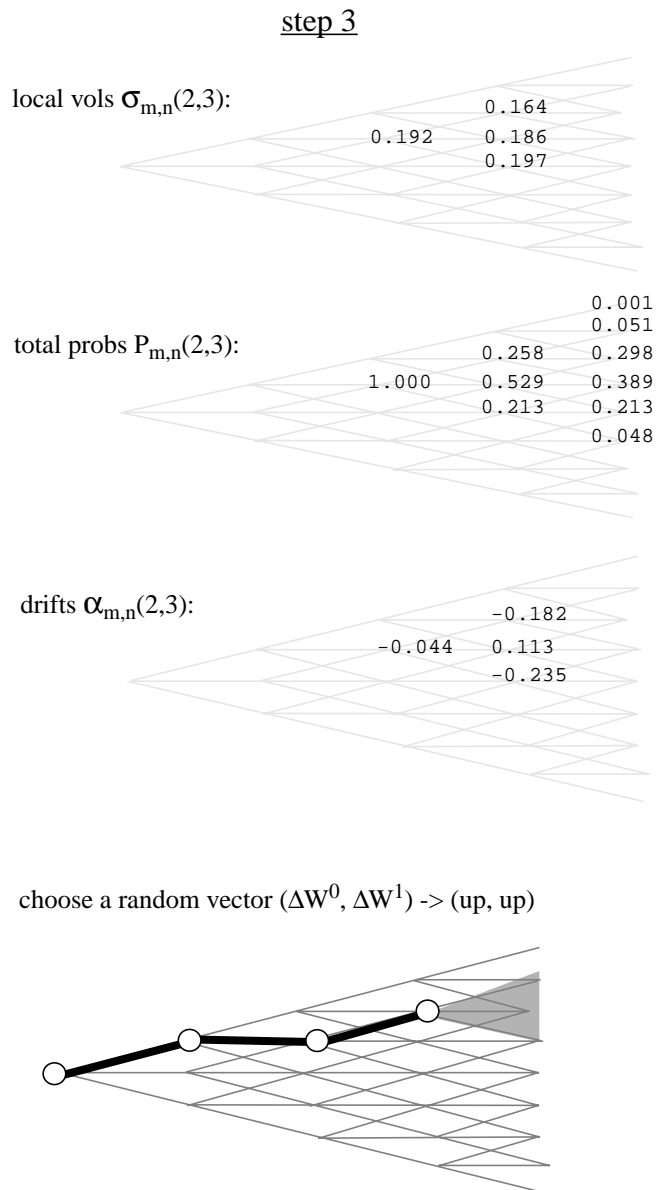 step 3
0.164
local vols σm,n(2,3):
0.192 0.186
0.197
0.001
0.051
total probs Pm,n(2,3): 0.258 0.298
1.000 0.529 0.389
0.213 0.213
0.048
drifts αm,n(2,3): -0.182
-0.044 0.113
-0.235
choose a random vector (ΔW0, ΔW1) -> (up, up)